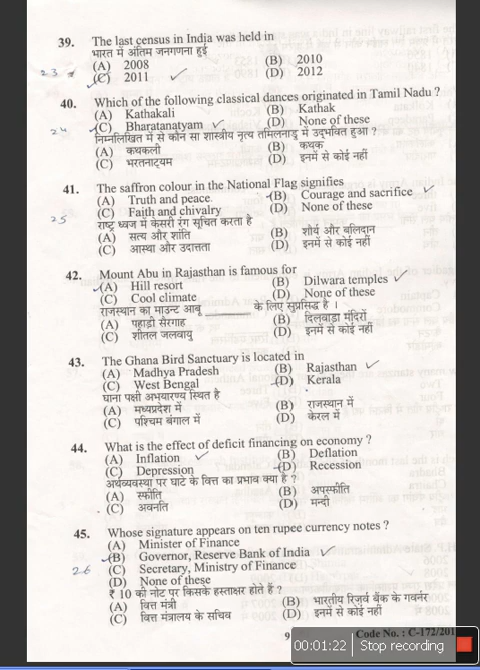 39. The last census in India was held in
भारत में अंतिम जनगणना हुई
(A) 2008 (B) 2010
23 (C) 2011 (D) 2012
40. Which of the following classical dances originated in Tamil Nadu ?
(A) Kathakali (B) Kathak
24 (C) Bharatanatyam (D) None of these
निम्नलिखित में से कौन सा शास्त्रीय नृत्य तमिलनाडु में उद्भवित हुआ ?
(A) कथकली (B) कथक
(C) भरतनाट्यम (D) इनमें से कोई नहीं
41. The saffron colour in the National Flag signifies
(A) Truth and peace. (B) Courage and sacrifice
25 (C) Faith and chivalry (D) None of these
राष्ट्र ध्वज में केसरी रंग सूचित करता है
(A) सत्य और शांति (B) शौर्य और बलिदान
(C) आस्था और उदात्तता (D) इनमें से कोई नहीं
42. Mount Abu in Rajasthan is famous for
(A) Hill resort (B) Dilwara temples
(C) Cool climate (D) None of these
राजस्थान का माउन्ट आबू ________ के लिए सुप्रसिद्ध है ।
(A) पहाड़ी सैरगाह (B) दिलवाड़ा मंदिरों
(C) शीतल जलवायु (D) इनमें से कोई नहीं
43. The Ghana Bird Sanctuary is located in
(A) Madhya Pradesh (B) Rajasthan
(C) West Bengal (D) Kerala
घाना पक्षी अभयारण्य स्थित है
(A) मध्यप्रदेश में (B) राजस्थान में
(C) पश्चिम बंगाल में (D) केरल में
44. What is the effect of deficit financing on economy ?
(A) Inflation (B) Deflation
(C) Depression (D) Recession
अर्थव्यवस्था पर घाटे के वित्त का प्रभाव क्या है ?
(A) स्फीति (B) अपस्फीति
(C) अवनति (D) मन्दी
45. Whose signature appears on ten rupee currency notes ?
(A) Minister of Finance
(B) Governor, Reserve Bank of India
26 (C) Secretary, Ministry of Finance
(D) None of these
₹ 10 की नोट पर किसके हस्ताक्षर होते हैं ?
(A) वित्त मंत्री (B) भारतीय रिज़र्व बैंक के गवर्नर
(C) वित्त मंत्रालय के सचिव (D) इनमें से कोई नहीं
9 Code No. : C-172/201
00:01:22 Stop recording